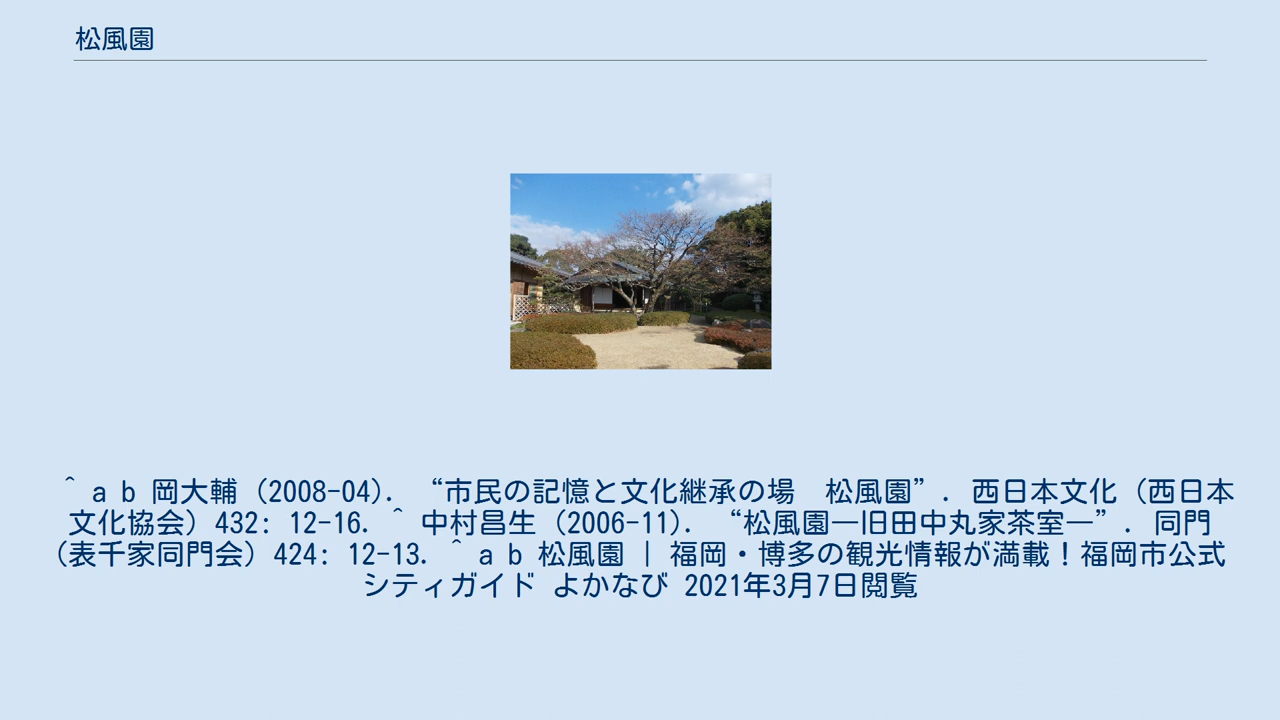 松風園
^ a b 岡大輔 (2008-04). “市民の記憶と文化継承の場　松風園”. 西日本文化 (西日本
文化協会) 432: 12-16. ^ 中村昌生 (2006-11). “松風園―旧田中丸家茶室―”. 同門
(表千家同門会) 424: 12-13. ^ a b 松風園 | 福岡・博多の観光情報が満載！福岡市公式
シティガイド よかなび 2021年3月7日閲覧